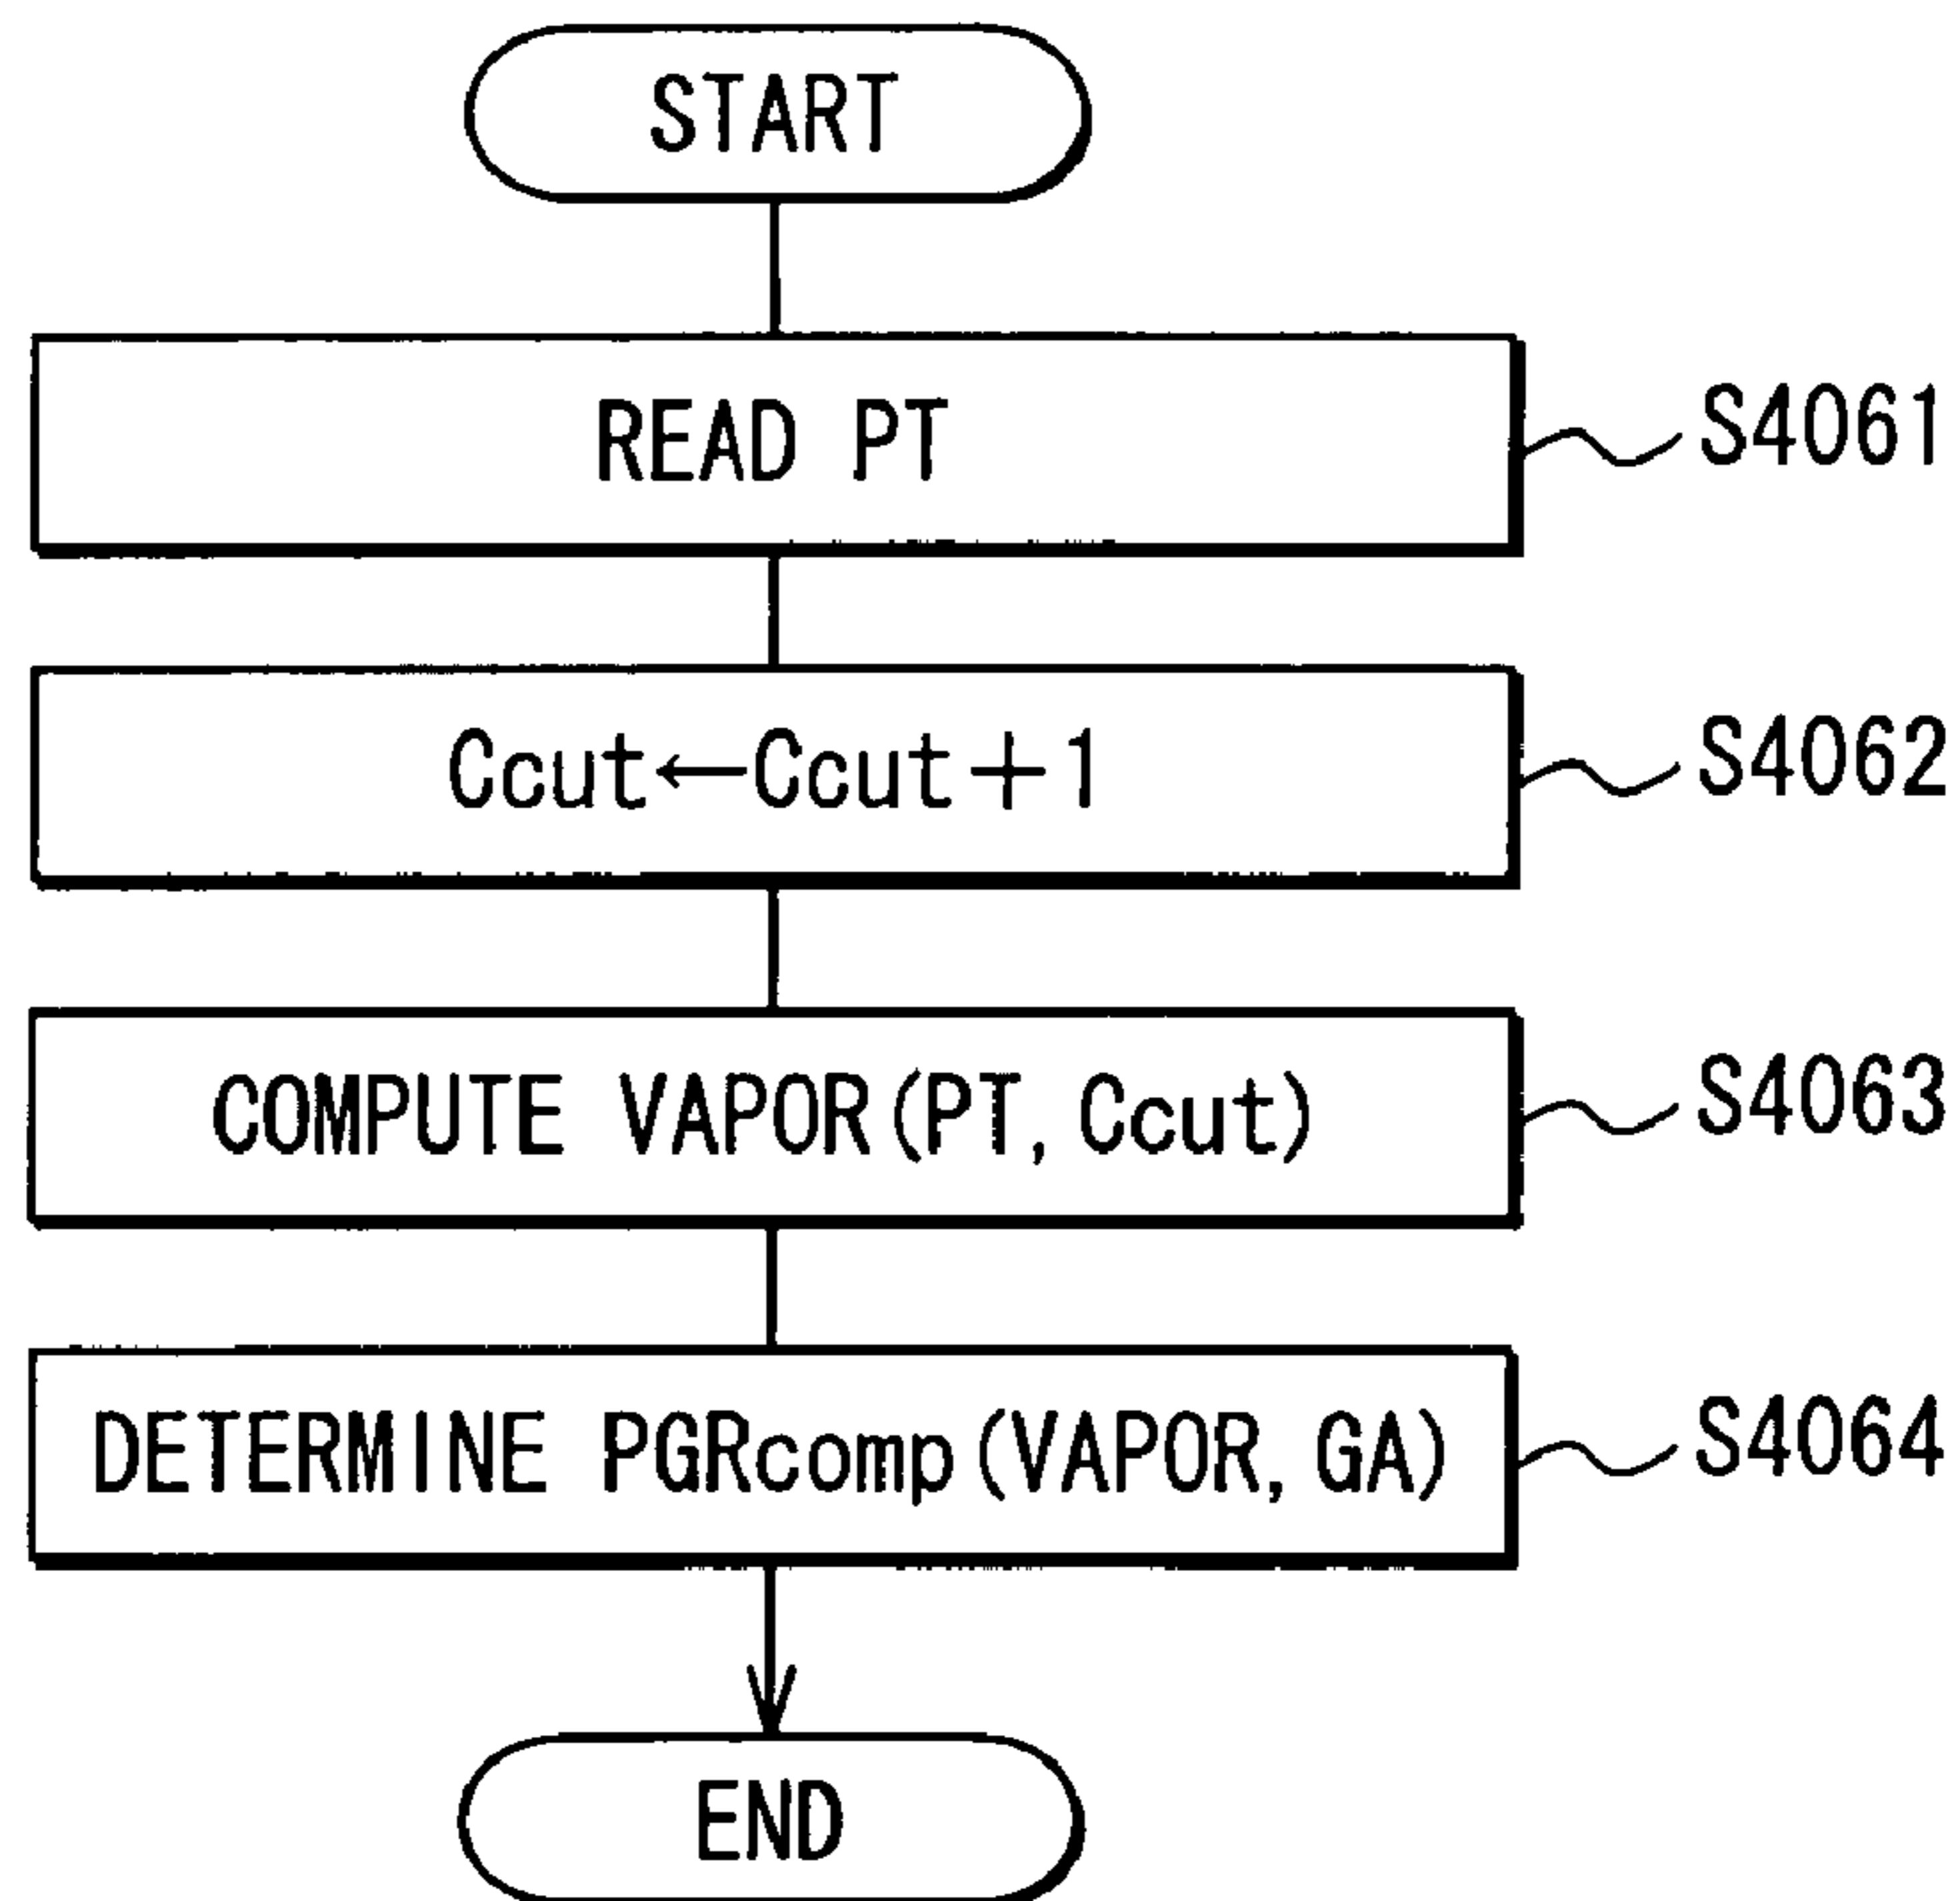 START
READ PT
S4061
Ccut←Ccut+1
S4062
COMPUTE VAPOR(PT, Ccut)
S4063
DETERMINE PGRcomp(VAPOR, GA)
S4064
END